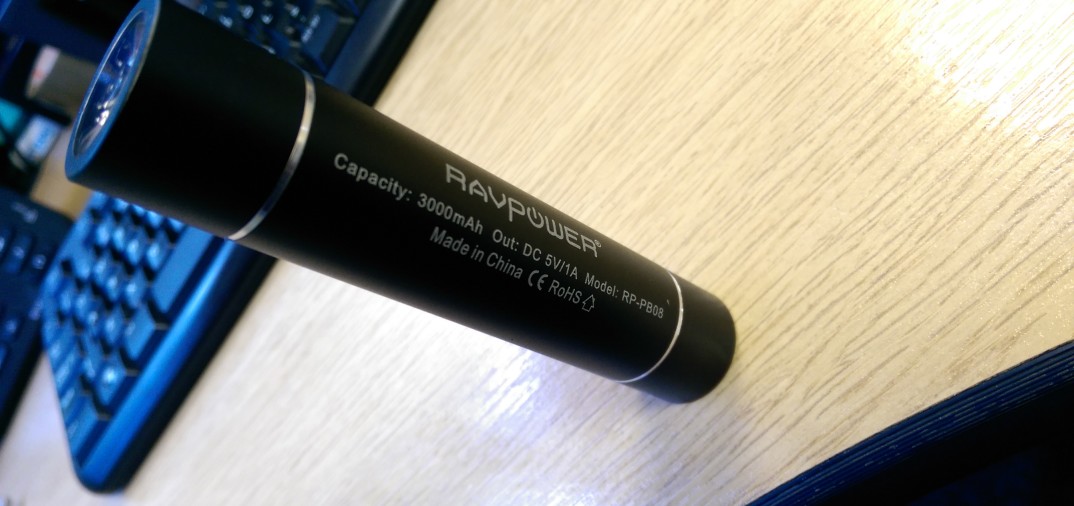 RAVPOWER®
Capacity: 3000mAh Out: DC 5V/1A Model: RP-PB08
Made in China CE RoHS